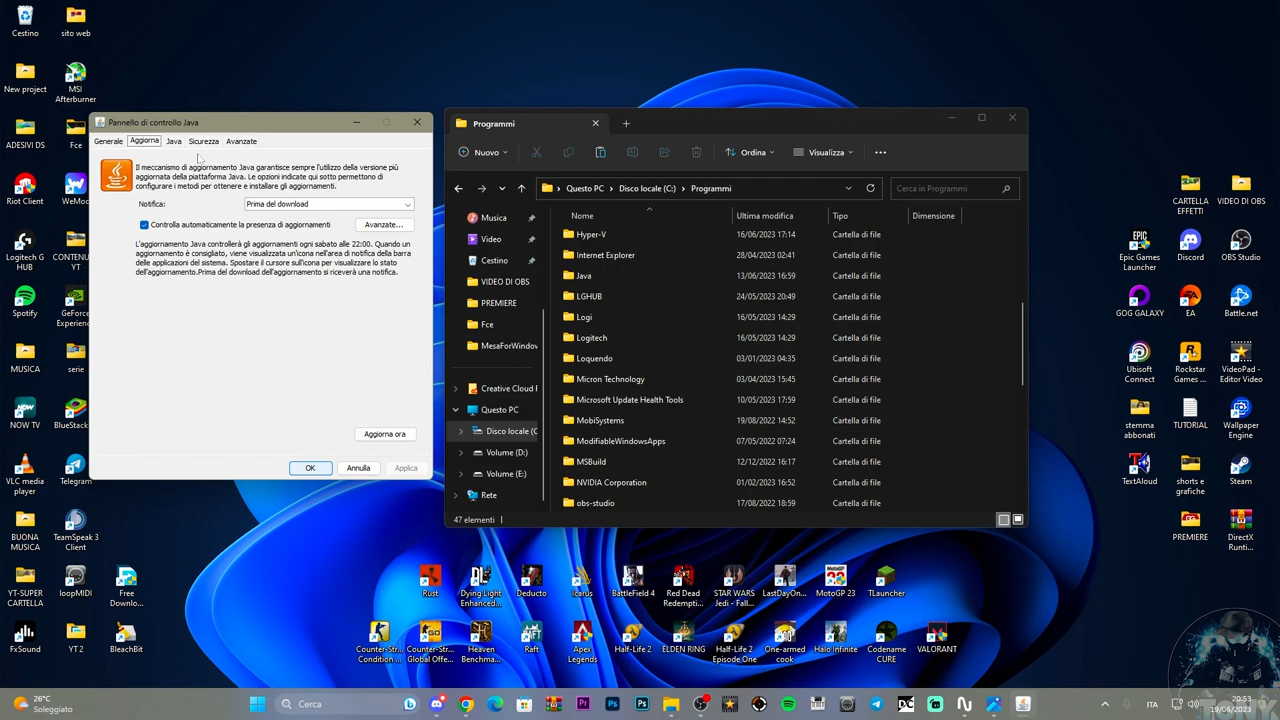 Cestino
sito web
New project
MSI
Afterburner
ADESIVI DS
Fce
Riot Client
WeMod
Logitech G
HUB
CONTENU
YT
Spotify
GeForce
Experience
MUSICA
serie
NOW TV
BlueStack
VLC media
player
Telegram
BUONA
MUSICA
TeamSpeak 3
Client
YT-SUPER
CARTELLA
loopMIDI
Free
Downlo...
FxSound
YT 2
BleachBit
Pannello di controllo Java
Generale Aggiorna Java Sicurezza Avanzate
Il meccanismo di aggiornamento Java garantisce sempre l'utilizzo della versione più
aggiornata della piattaforma Java. Le opzioni indicate qui sotto permettono di
configurare i metodi per ottenere e installare gli aggiornamenti.
Notifica: Prima del download
Controlla automaticamente la presenza di aggiornamenti Avanzate...
L'aggiornamento Java controllerà gli aggiornamenti ogni sabato alle 22:00. Quando un
aggiornamento è consigliato, viene visualizzata un'icona nell'area di notifica della barra
delle applicazioni del sistema. Spostare il cursore sull'icona per visualizzare lo stato
dell'aggiornamento.Prima del download dell'aggiornamento si riceverà una notifica.
Aggiorna ora
OK Annulla Applica
Programmi
Nuovo Ordina Visualizza
Questo PC Disco locale (C:) Programmi Cerca in Programmi
Musica
Video
Cestino
VIDEO DI OBS
PREMIERE
Fce
MesaForWindow
Creative Cloud F
Questo PC
Disco locale (C
Volume (D:)
Volume (E:)
Rete
Nome Ultima modifica Tipo Dimensione
Hyper-V 16/06/2023 17:14 Cartella di file
Internet Explorer 28/04/2023 02:41 Cartella di file
Java 13/06/2023 16:59 Cartella di file
LGHUB 24/05/2023 20:49 Cartella di file
Logi 16/05/2023 14:29 Cartella di file
Logitech 16/05/2023 14:29 Cartella di file
Loquendo 03/01/2023 04:35 Cartella di file
Micron Technology 03/04/2023 15:45 Cartella di file
Microsoft Update Health Tools 10/05/2023 17:59 Cartella di file
MobiSystems 19/08/2022 14:52 Cartella di file
ModifiableWindowsApps 07/05/2022 07:24 Cartella di file
MSBuild 12/12/2022 16:17 Cartella di file
NVIDIA Corporation 01/02/2023 16:52 Cartella di file
obs-studio 17/08/2022 18:59 Cartella di file
47 elementi
CARTELLA
EFFETTI
VIDEO DI OBS
Epic Games
Launcher
Discord
OBS Studio
GOG GALAXY
EA
Battle.net
Ubisoft
Connect
Rockstar
Games ...
VideoPad -
Editor Video
stemma
abbonati
TUTORIAL
Wallpaper
Engine
TextAloud
shorts e
grafiche
Steam
PREMIERE
DirectX
Runti...
Rust
Dying Light
Enhanced...
Deducto
Icarus
BattleField 4
Red Dead
Redempti...
STAR WARS
Jedi - Fall...
LastDayOn...
MotoGP 23
TLauncher
Counter-Str...
Condition ...
Counter-Str...
Global Offe...
Heaven
Benchma...
Raft
Apex
Legends
Half-Life 2
ELDEN RING
Half-Life 2
Episode One
One-armed
cook
Halo Infinite
Codename
CURE
VALORANT
26°C
Soleggiato
Cerca
ITA
20:53
19/06/2023